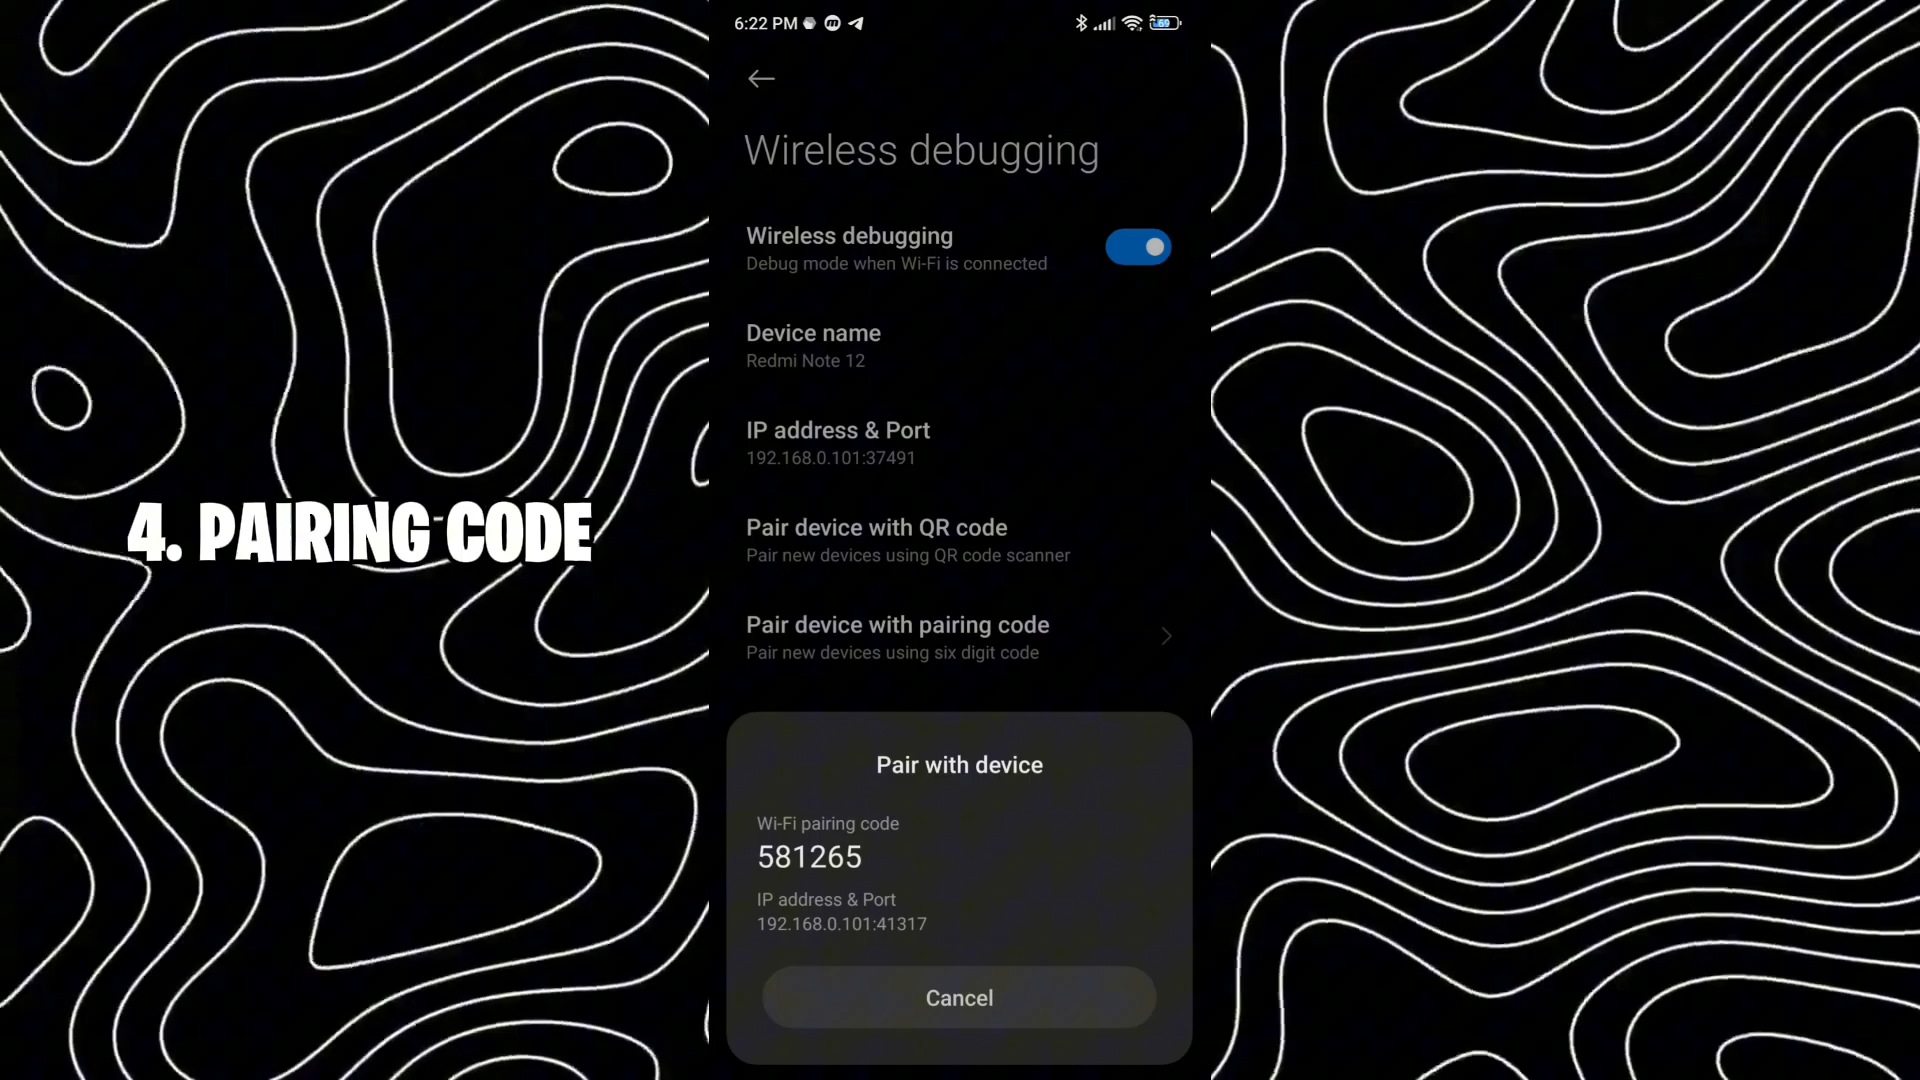 6:22 PM
69
Wireless debugging
Wireless debugging
Debug mode when Wi-Fi is connected
Device name
Redmi Note 12
IP address & Port
192.168.0.101:37491
4. PAIRING CODE
Pair device with QR code
Pair new devices using QR code scanner
Pair device with pairing code
Pair new devices using six digit code
Pair with device
Wi-Fi pairing code
581265
IP address & Port
192.168.0.101:41317
Cancel